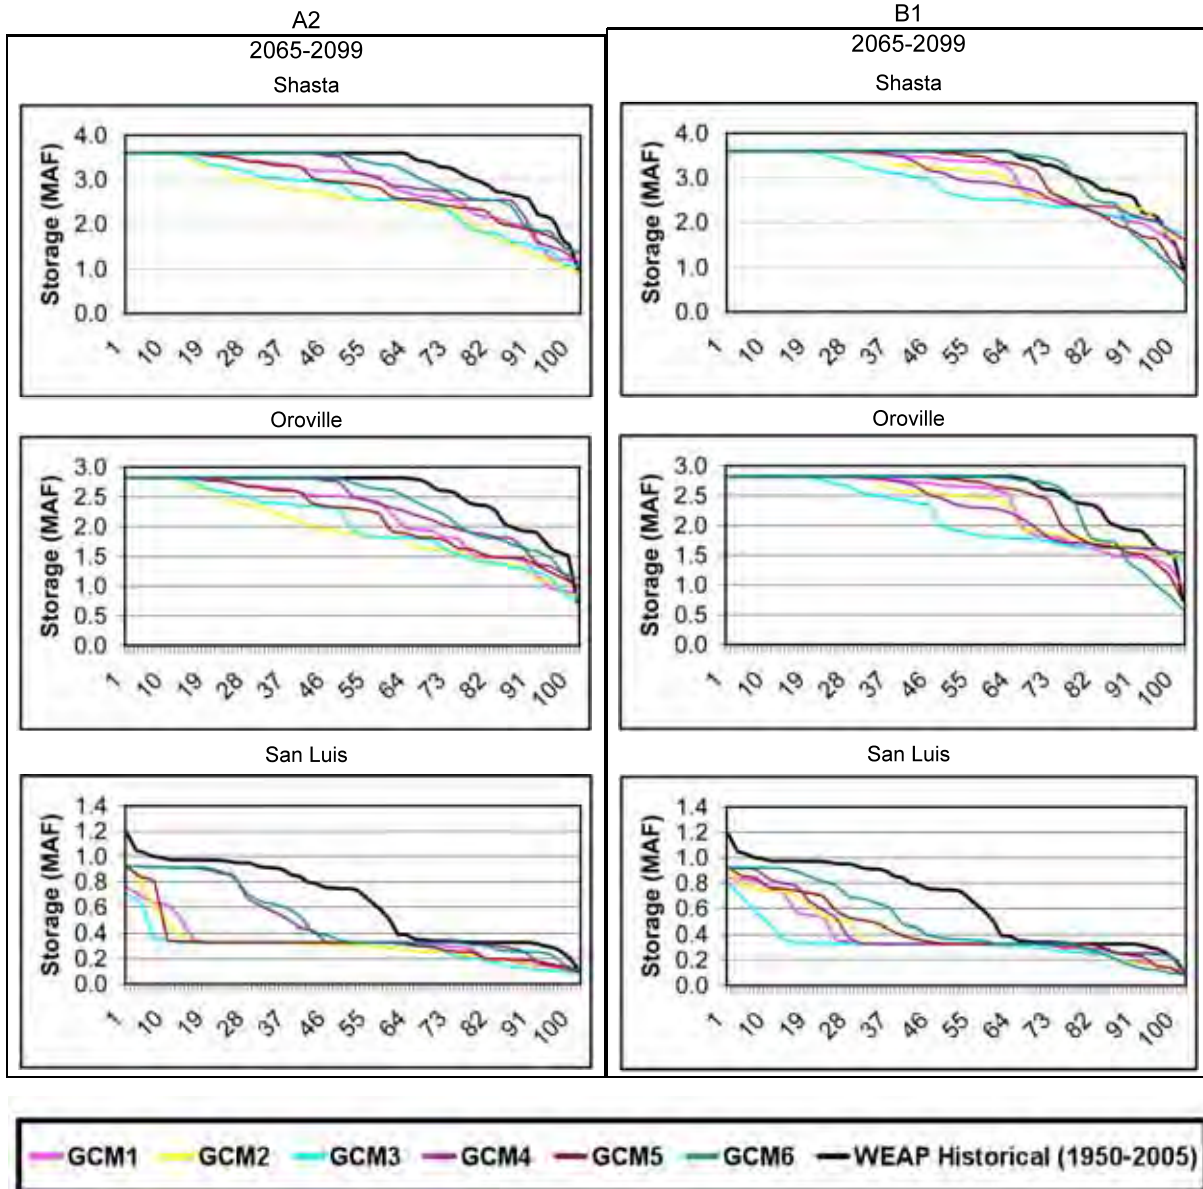 A2
2065-2099
Shasta
Storage (MAF)
4.0
3.0
2.0
1.0
0.0
1 10 19 28 37 46 55 64 73 82 91 100
Oroville
Storage (MAF)
3.0
2.5
2.0
1.5
1.0
0.5
0.0
1 10 19 28 37 46 55 64 73 82 91 100
San Luis
Storage (MAF)
1.4
1.2
1.0
0.8
0.6
0.4
0.2
0.0
1 10 19 28 37 46 55 64 73 82 91 100
B1
2065-2099
Shasta
Storage (MAF)
4.0
3.0
2.0
1.0
0.0
1 10 19 28 37 46 55 64 73 82 91 100
Oroville
Storage (MAF)
3.0
2.5
2.0
1.5
1.0
0.5
0.0
1 10 19 28 37 46 55 64 73 82 91 100
San Luis
Storage (MAF)
1.4
1.2
1.0
0.8
0.6
0.4
0.2
0.0
1 10 19 28 37 46 55 64 73 82 91 100
GCM1 GCM2 GCM3 GCM4 GCM5 GCM6 WEAP Historical (1950-2005)